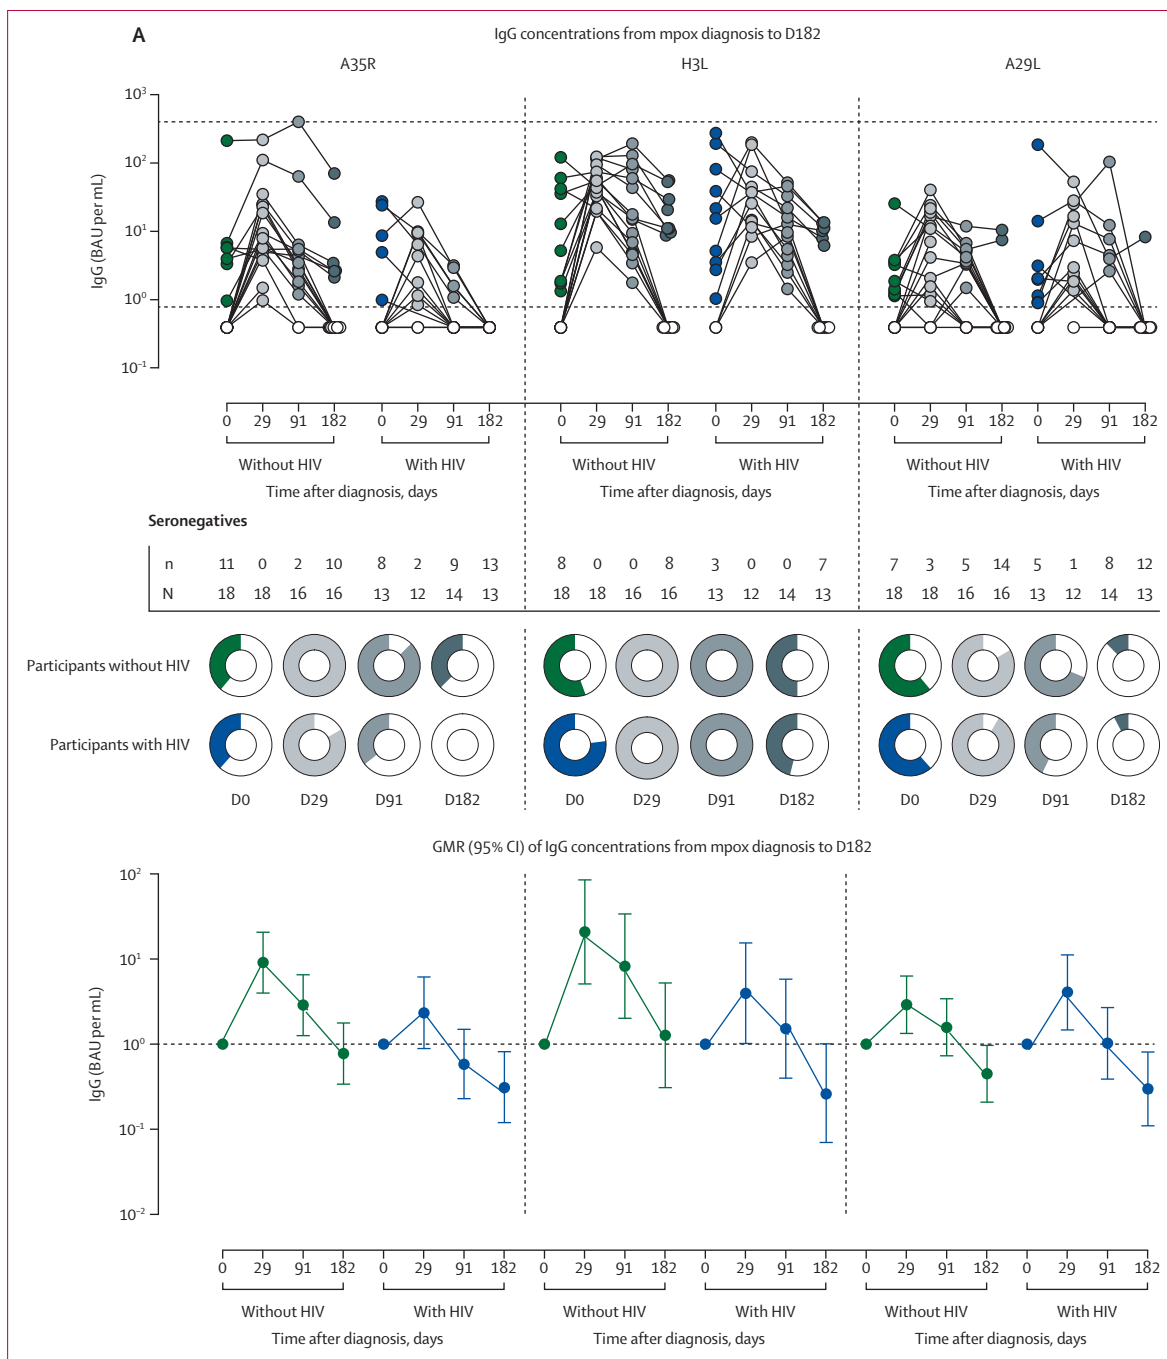 A
IgG concentrations from mpox diagnosis to D182
A35R H3L A29L
IgG (BAU per mL)
10³
10²
10¹
10⁰
10⁻¹
0 29 91 182 0 29 91 182 0 29 91 182 0 29 91 182 0 29 91 182 0 29 91 182
Without HIV With HIV Without HIV With HIV Without HIV With HIV
Time after diagnosis, days Time after diagnosis, days Time after diagnosis, days
Seronegatives
n 11 0 2 10 8 2 9 13 8 0 0 8 3 0 0 7 7 3 5 14 5 1 8 12
N 18 18 16 16 13 12 14 13 18 18 16 16 13 12 14 13 18 18 16 16 13 12 14 13
Participants without HIV
Participants with HIV
D0 D29 D91 D182 D0 D29 D91 D182 D0 D29 D91 D182
GMR (95% CI) of IgG concentrations from mpox diagnosis to D182
IgG (BAU per mL)
10²
10¹
10⁰
10⁻¹
10⁻²
0 29 91 182 0 29 91 182 0 29 91 182 0 29 91 182 0 29 91 182 0 29 91 182
Without HIV With HIV Without HIV With HIV Without HIV With HIV
Time after diagnosis, days Time after diagnosis, days Time after diagnosis, days